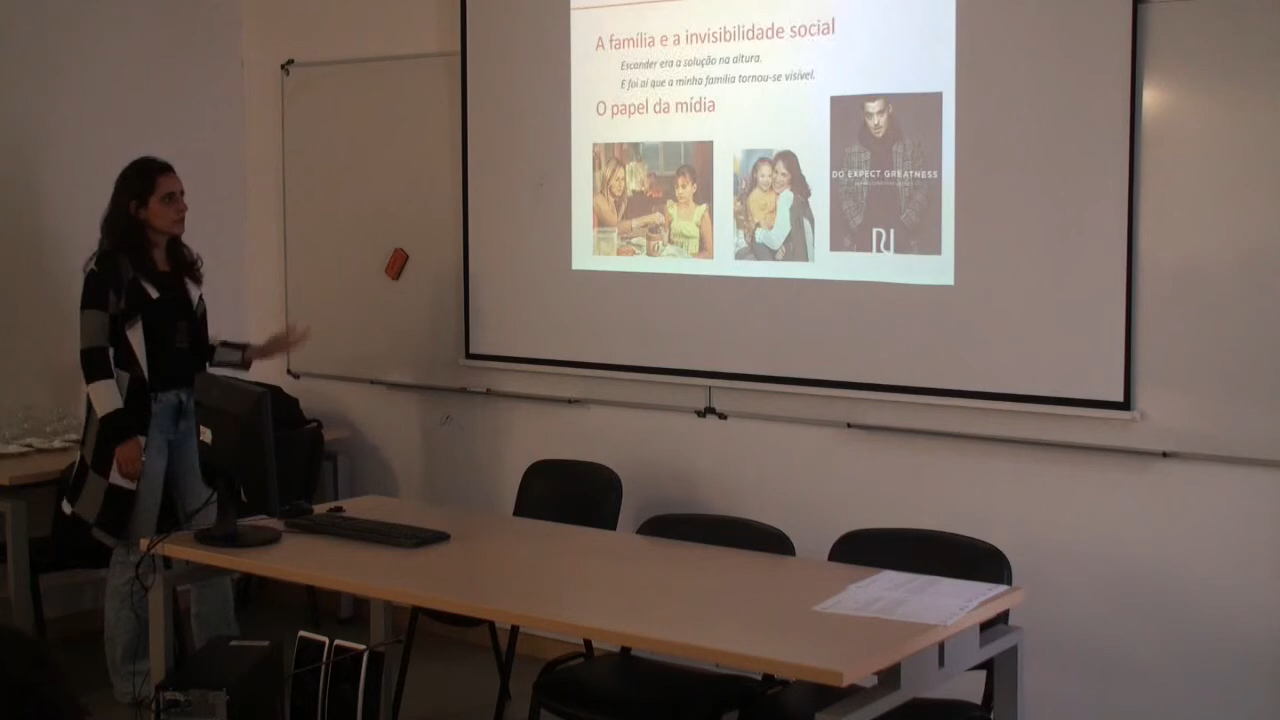 A família e a invisibilidade social
Esconder era a solução na altura.
E foi aí que a minha família tornou-se visível.
O papel da mídia
DO EXPECT GREATNESS
RI